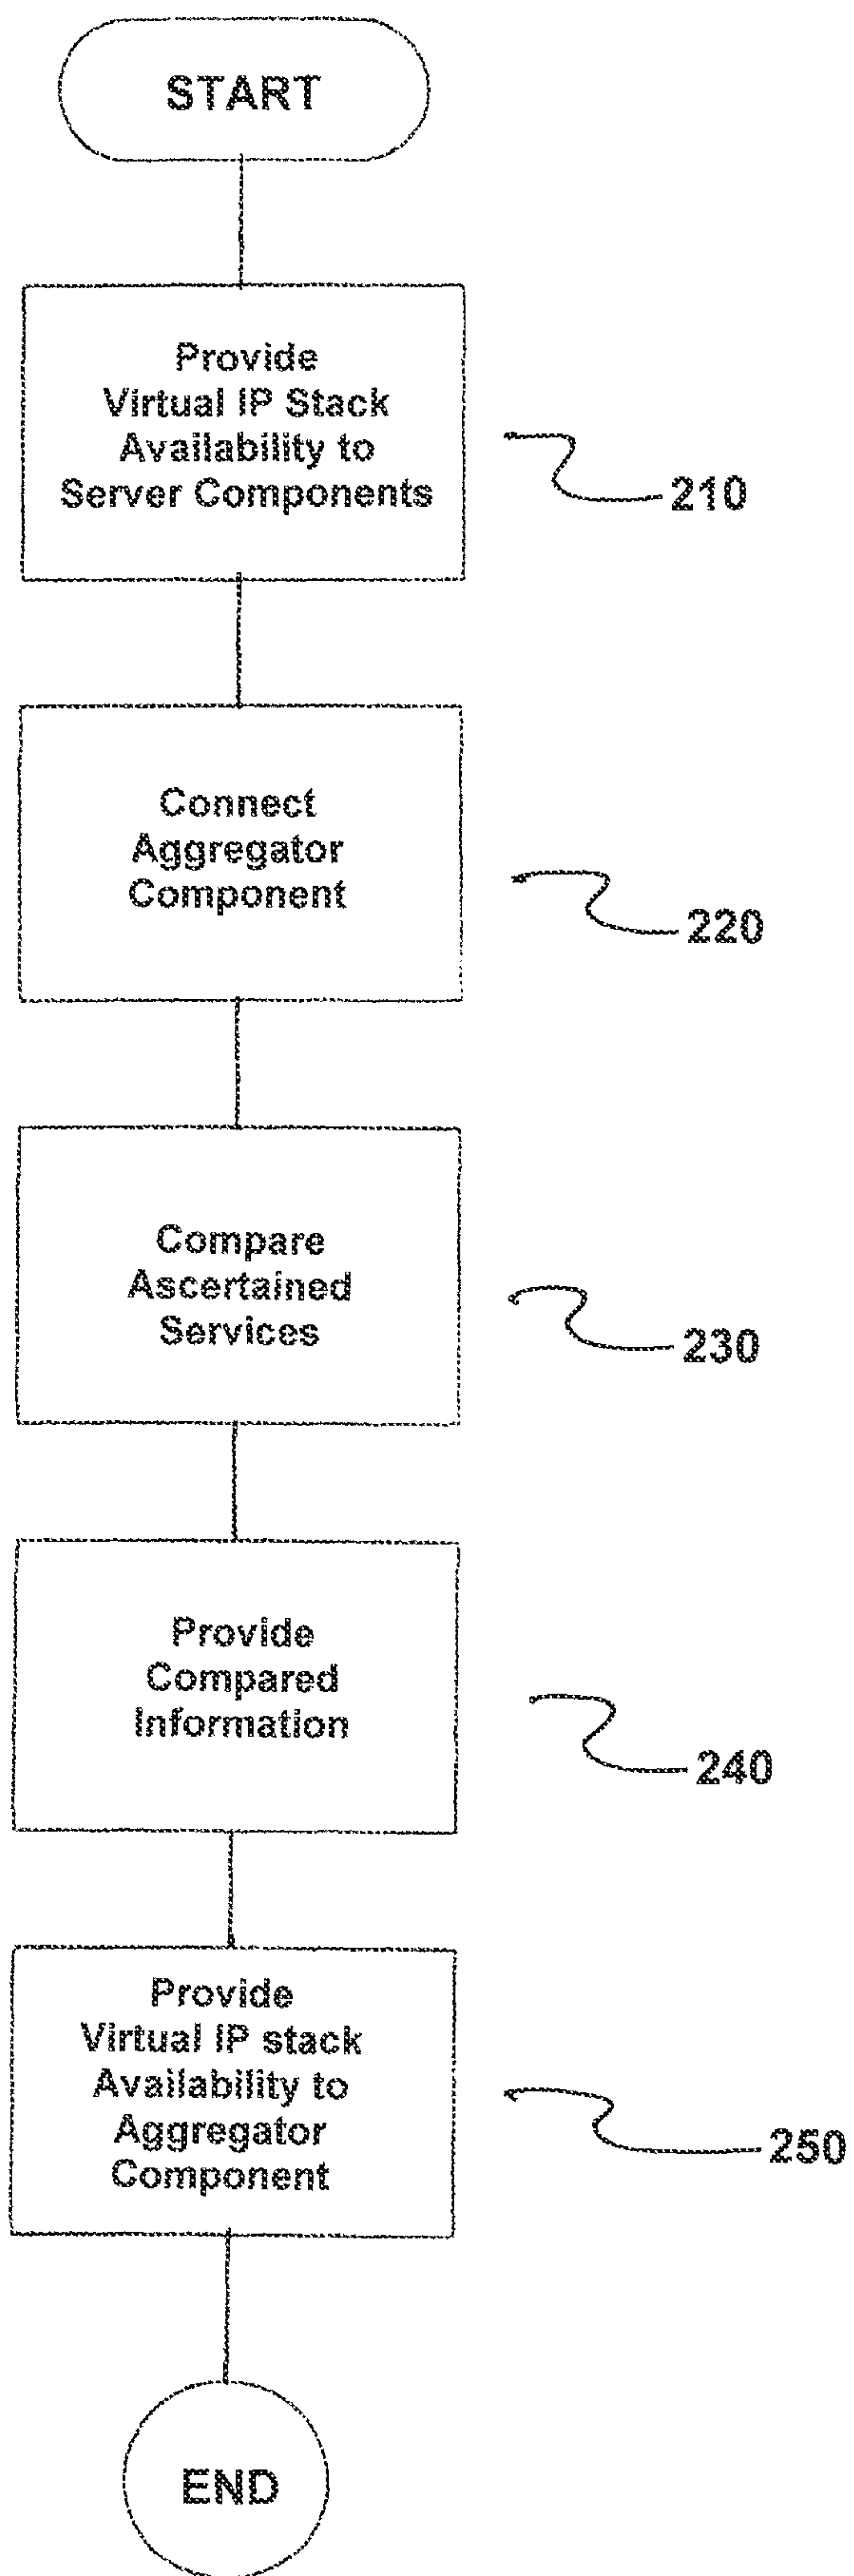 START
Provide
Virtual IP Stack
Availability to
Server Components
210
Connect
Aggregator
Component
220
Compare
Ascertained
Services
230
Provide
Compared
Information
240
Provide
Virtual IP stack
Availability to
Aggregator
Component
250
END